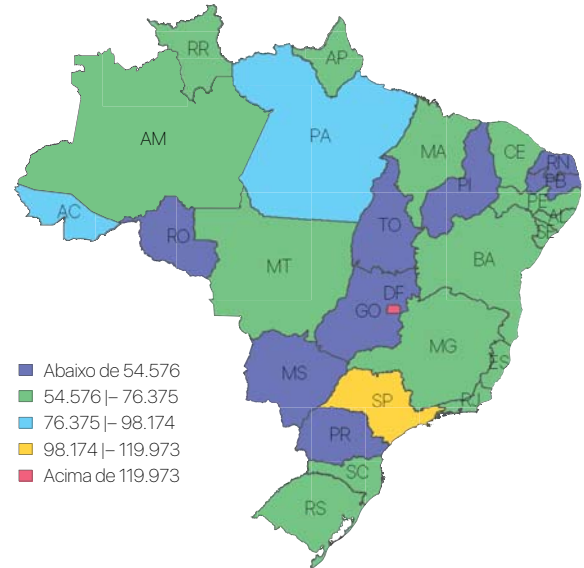 RR
AP
AM
PA
MA
CE
RN
PB
PI
PE
AL
SE
AC
RO
TO
BA
MT
DF
GO
MG
ES
MS
SP
RJ
PR
SC
RS
Abaixo de 54.576
54.576 |– 76.375
76.375 |– 98.174
98.174 |– 119.973
Acima de 119.973